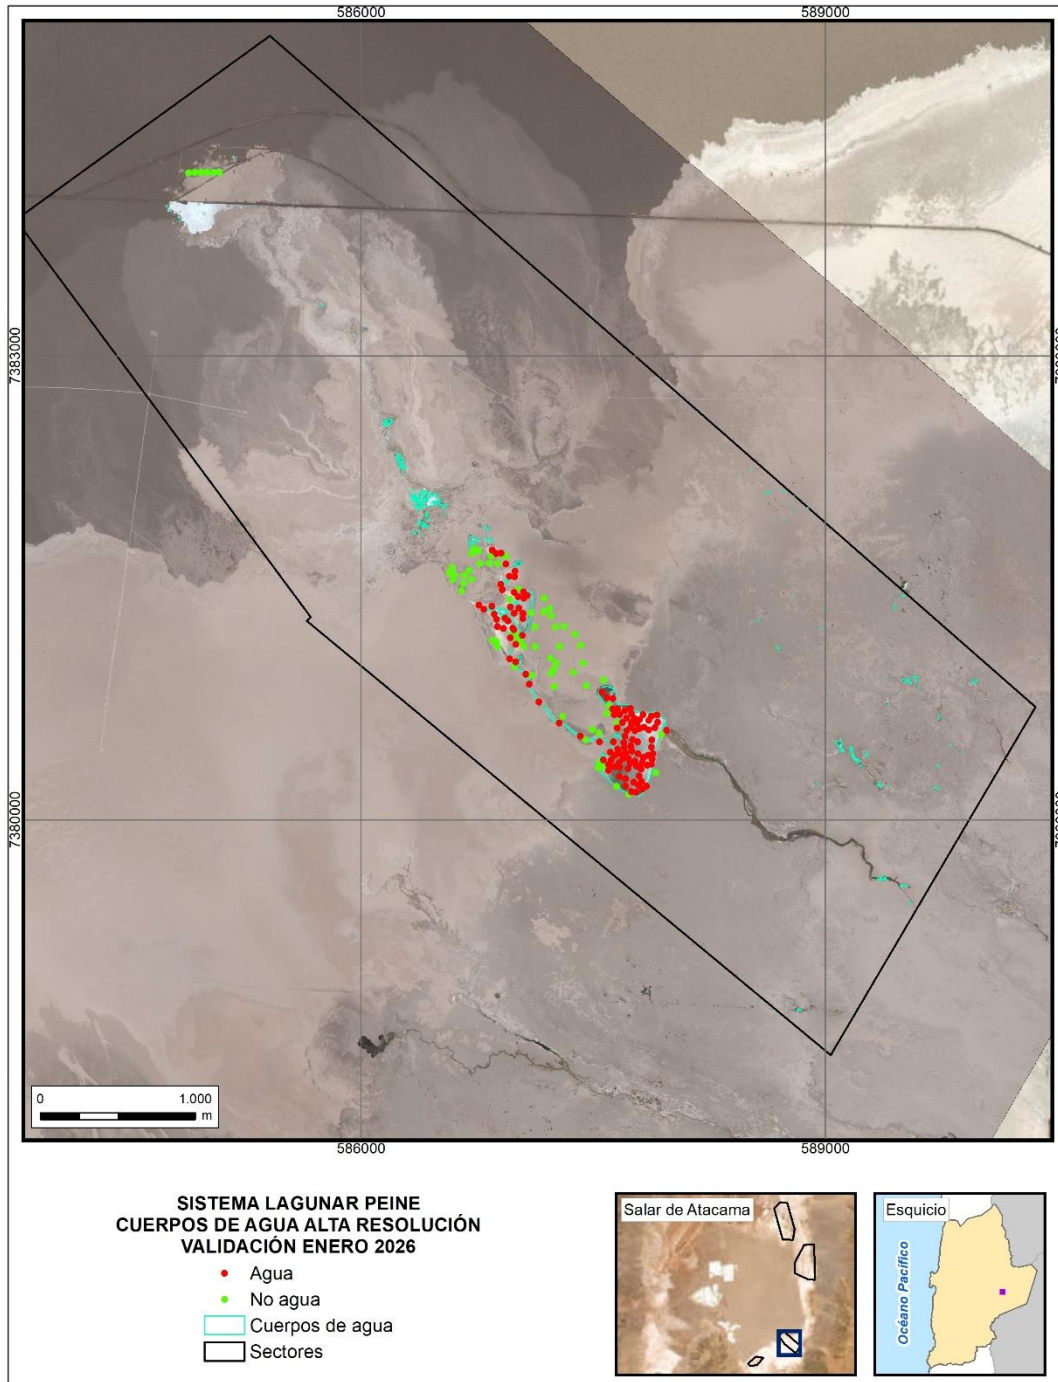 586000
589000
7383000
7380000
0
1.000
m
586000
589000
SISTEMA LAGUNAR PEINE
CUERPOS DE AGUA ALTA RESOLUCIÓN
VALIDACIÓN ENERO 2026
Agua
No agua
Cuerpos de agua
Sectores
Salar de Atacama
Esquicio
Océano Pacífico